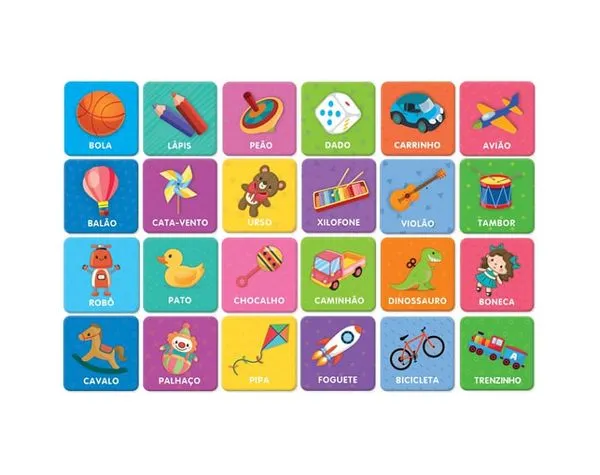 BOLA
LÁPIS
PEÃO
DADO
CARRINHO
AVIÃO
BALÃO
CATA-VENTO
URSO
XILOFONE
VIOLÃO
TAMBOR
ROBÔ
PATO
CHOCALHO
CAMINHÃO
DINOSSAURO
BONECA
CAVALO
PALHAÇO
PIPA
FOGUETE
BICICLETA
TRENZINHO
A